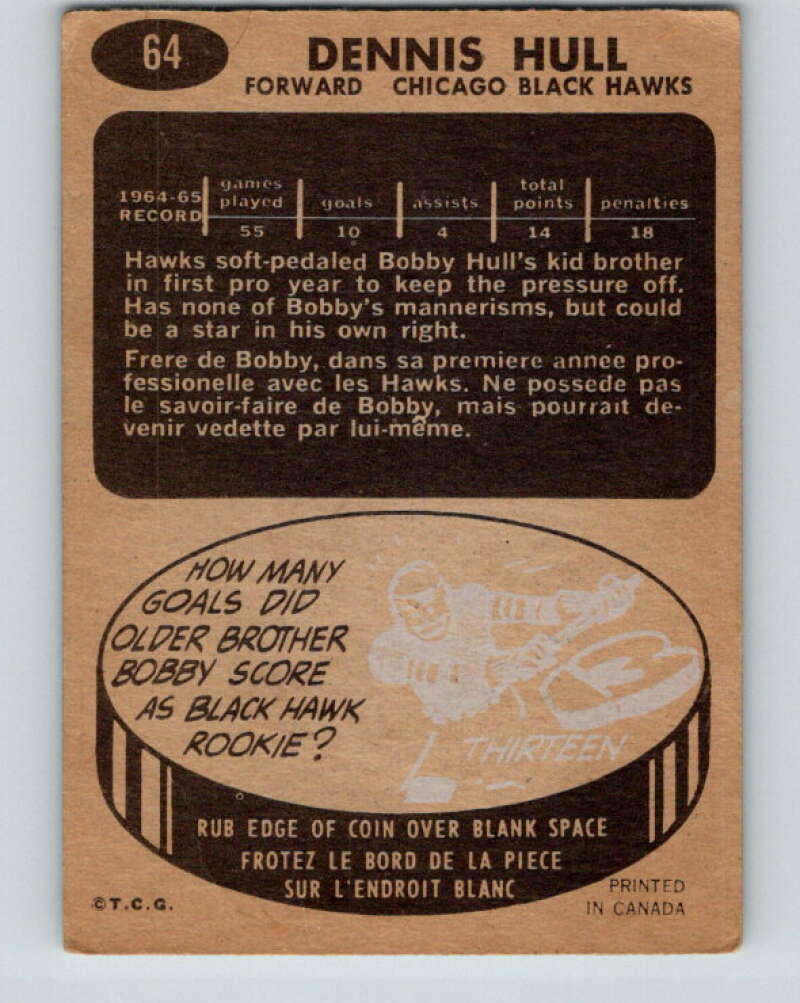 64
DENNIS HULL
FORWARD CHICAGO BLACK HAWKS
1964-65 RECORD games played goals assists total points penalties
55 10 4 14 18
Hawks soft-pedaled Bobby Hull's kid brother
in first pro year to keep the pressure off.
Has none of Bobby's mannerisms, but could
be a star in his own right.
Frere de Bobby, dans sa premiere année pro-
fessionelle avec les Hawks. Ne possede pas
le savoir-faire de Bobby, mais pourrait de-
venir vedette par lui-même.
HOW MANY
GOALS DID
OLDER BROTHER
BOBBY SCORE
AS BLACK HAWK
ROOKIE?
THIRTEEN
RUB EDGE OF COIN OVER BLANK SPACE
FROTEZ LE BORD DE LA PIECE
SUR L'ENDROIT BLANC
©T.C.G.
PRINTED
IN CANADA